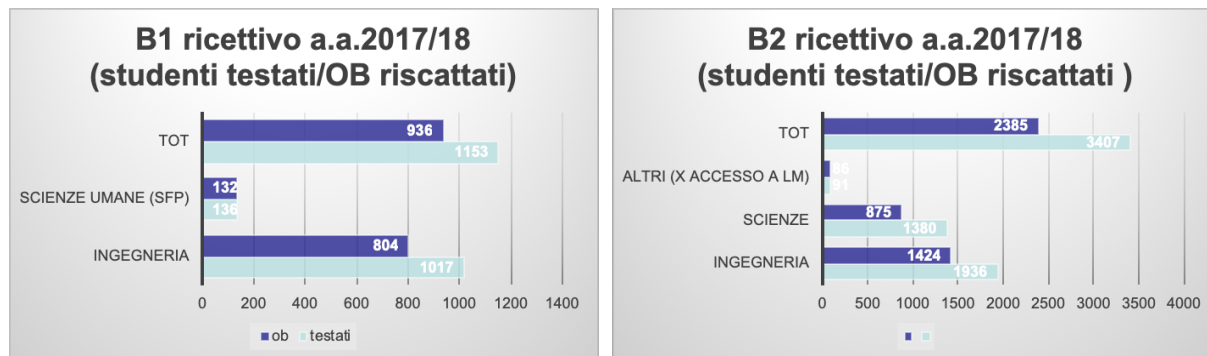 B1 ricettivo a.a.2017/18
(studenti testati/OB riscattati)
TOT
936
1153
SCIENZE UMANE (SFP)
132
136
INGEGNERIA
804
1017
0 200 400 600 800 1000 1200 1400
ob testati
B2 ricettivo a.a.2017/18
(studenti testati/OB riscattati )
TOT
2385
3407
ALTRI (X ACCESSO A LM)
86
91
SCIENZE
875
1380
INGEGNERIA
1424
1936
0 500 1000 1500 2000 2500 3000 3500 4000